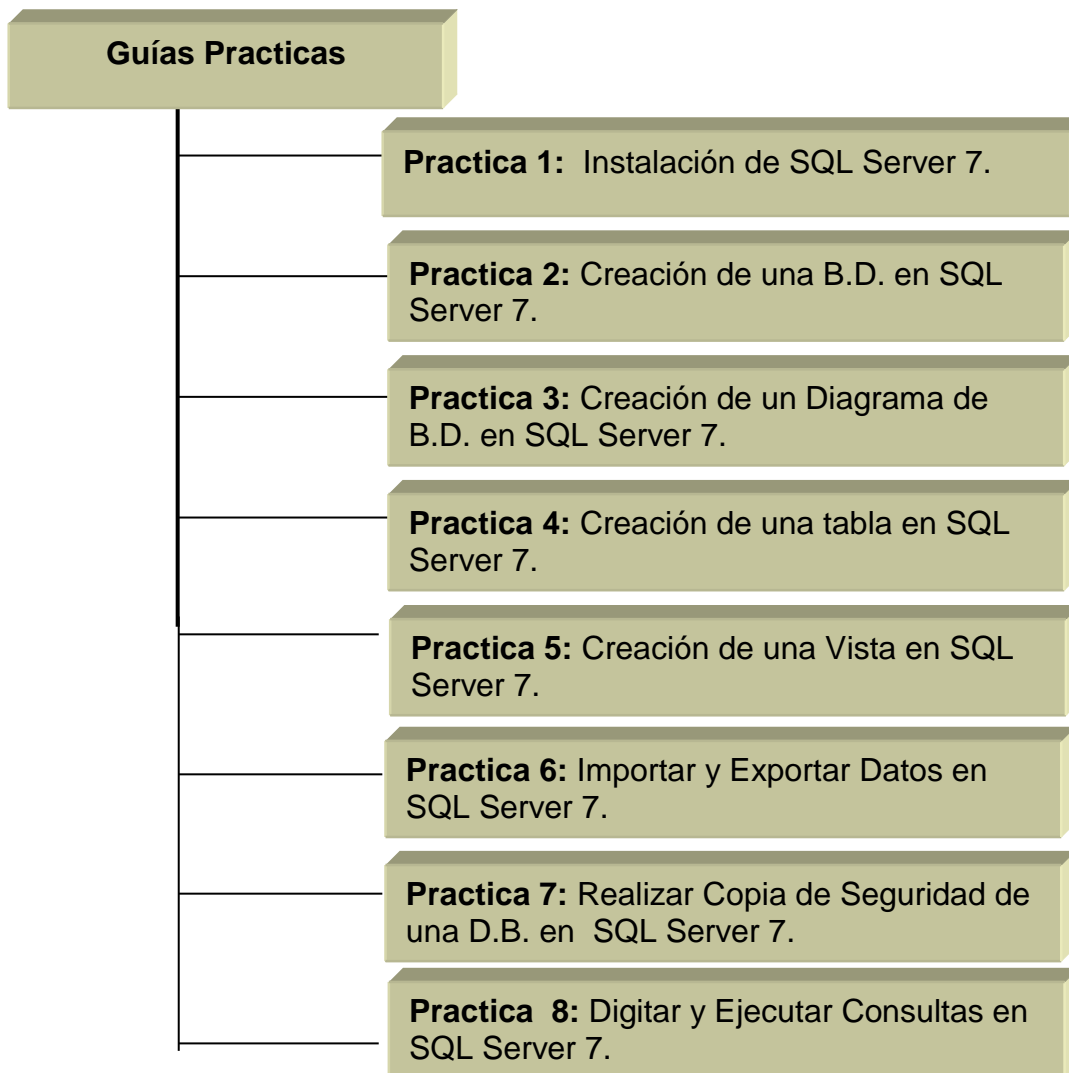 Guías Practicas
Practica 1: Instalación de SQL Server 7.
Practica 2: Creación de una B.D. en SQL
Server 7.
Practica 3: Creación de un Diagrama de
B.D. en SQL Server 7.
Practica 4: Creación de una tabla en SQL
Server 7.
Practica 5: Creación de una Vista en SQL
Server 7.
Practica 6: Importar y Exportar Datos en
SQL Server 7.
Practica 7: Realizar Copia de Seguridad de
una D.B. en SQL Server 7.
Practica 8: Digitar y Ejecutar Consultas en
SQL Server 7.